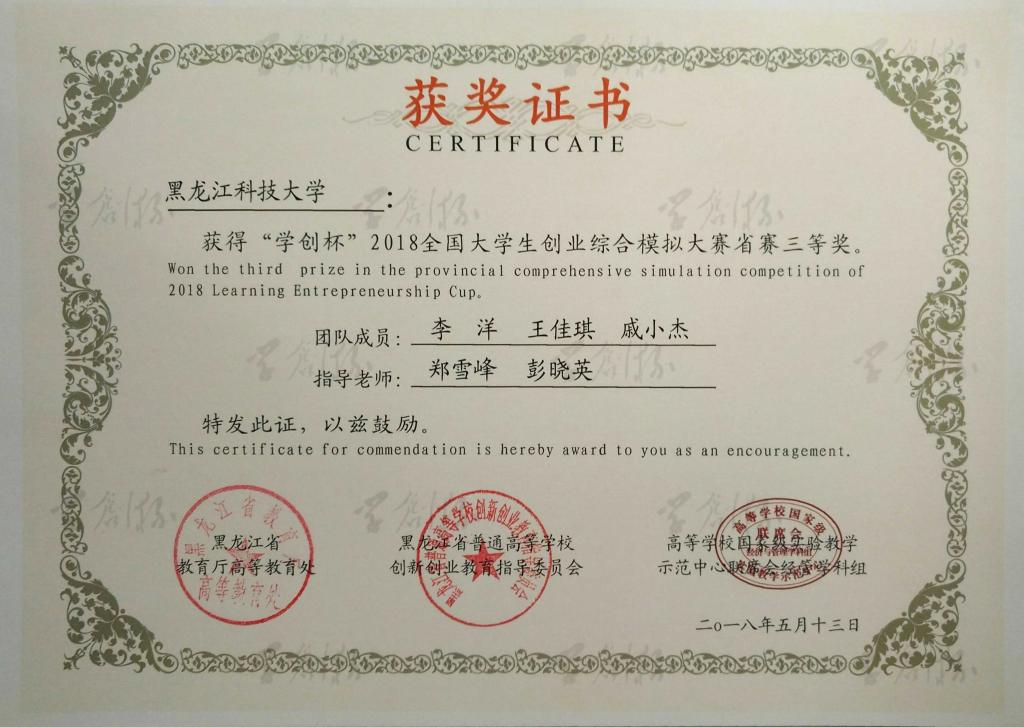 获奖证书
CERTIFICATE
黑龙江科技大学：
获得“学创杯”2018全国大学生创业综合模拟大赛省赛三等奖。
Won the third prize in the provincial comprehensive simulation competition of
2018 Learning Entrepreneurship Cup。
团队成员：李 洋 王佳琪 戚小杰
指导老师：郑雪峰 彭晓英
特发此证，以兹鼓励。
This certificate for commendation is hereby award to you as an encouragement.
黑龙江省
教育厅高等教育处
黑龙江省普通高等学校
创新创业教育指导委员会
高等学校国家级实验教学
示范中心联席会经管学科组
二o一八年五月十三日